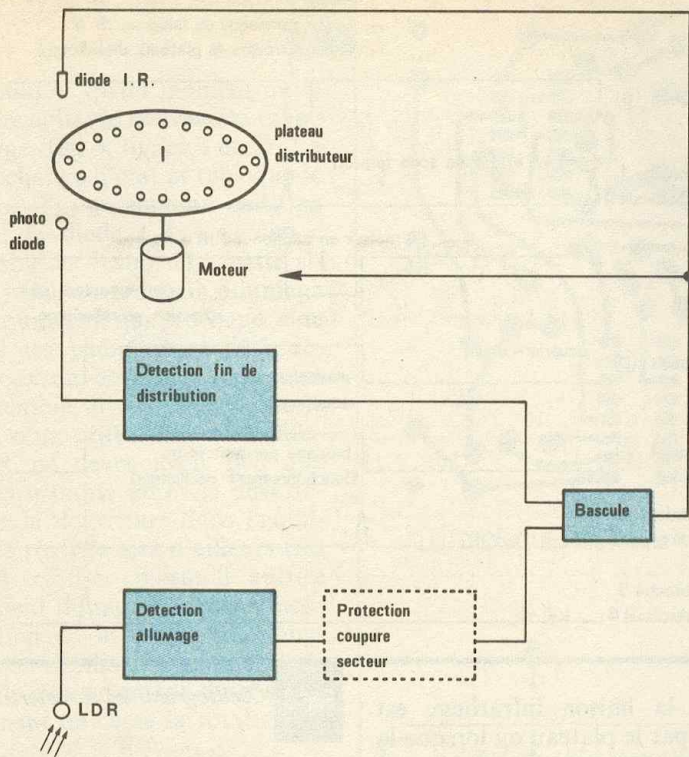 diode I.R.
plateau
distributeur
photo
diode
Moteur
Detection fin de
distribution
Bascule
Detection
allumage
Protection
coupure
secteur
LDR
la liaison infrarouge est
par le plateau ou lorsque la